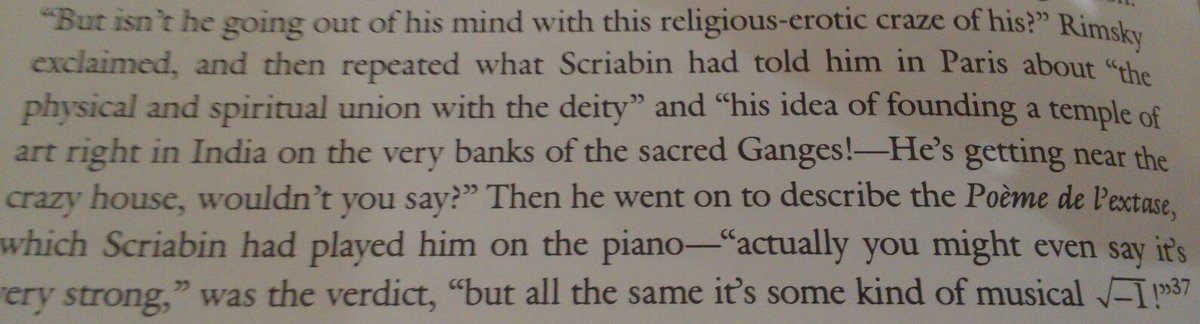 “But isn’t he going out of his mind with this religious-erotic craze of his?” Rimsky
exclaimed, and then repeated what Scriabin had told him in Paris about “the
physical and spiritual union with the deity” and “his idea of founding a temple of
art right in India on the very banks of the sacred Ganges!—He’s getting near the
crazy house, wouldn’t you say?” Then he went on to describe the Poème de l’extase,
which Scriabin had played him on the piano—“actually you might even say it’s
very strong,” was the verdict, “but all the same it’s some kind of musical √−1!”37